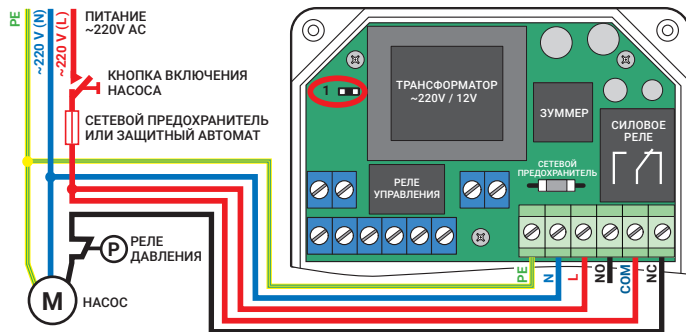 PE
~220 V (N)
~220 V (L)
ПИТАНИЕ
~220V AC
КНОПКА ВКЛЮЧЕНИЯ
НАСОСА
СЕТЕВОЙ ПРЕДОХРАНИТЕЛЬ
ИЛИ ЗАЩИТНЫЙ АВТОМАТ
1
ТРАНСФОРМАТОР
~220V / 12V
ЗУММЕР
СИЛОВОЕ
РЕЛЕ
РЕЛЕ
УПРАВЛЕНИЯ
СЕТЕВОЙ
ПРЕДОХРАНИТЕЛЬ
P
РЕЛЕ
ДАВЛЕНИЯ
M
НАСОС
PE
N
L
NO
COM
NC